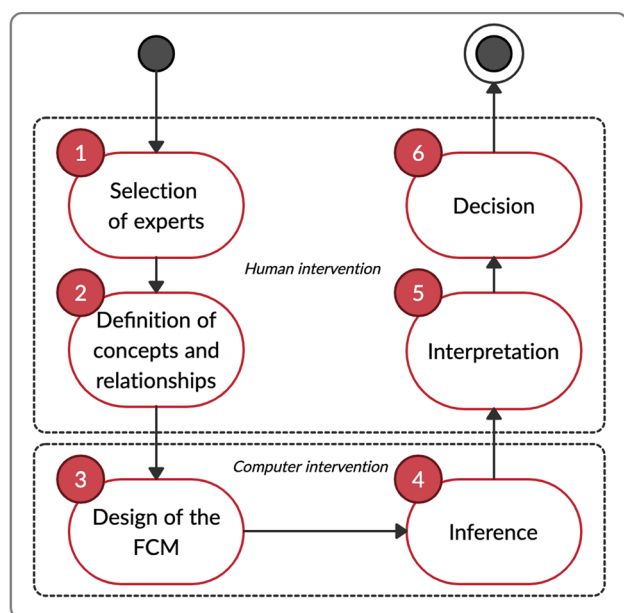 1
Selection
of experts
2
Definition of
concepts and
relationships
Human intervention
6
Decision
5
Interpretation
Computer intervention
3
Design of the
FCM
4
Inference